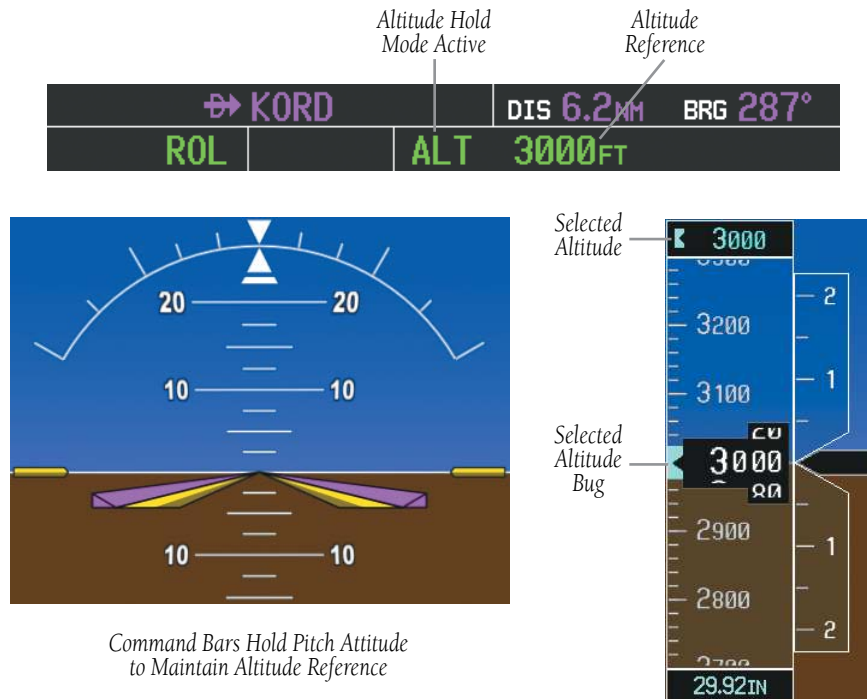 Altitude Hold
Mode Active
Altitude
Reference
KORD
DIS 6.2NM BRG 287°
ROL ALT 3000FT
20 20
10 10
10 10
Command Bars Hold Pitch Attitude
to Maintain Altitude Reference
Selected
Altitude
3000
3200
3100
Selected
Altitude
Bug
3000
80
2900
2800
29.92IN
2
1
1
2